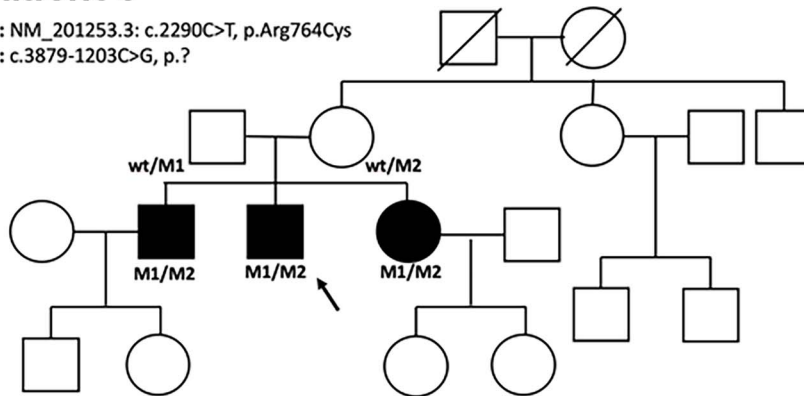 : NM_201253.3: c.2290C>T, p.Arg764Cys
: c.3879-1203C>G, p.?
wt/M1 wt/M2
M1/M2 M1/M2 M1/M2